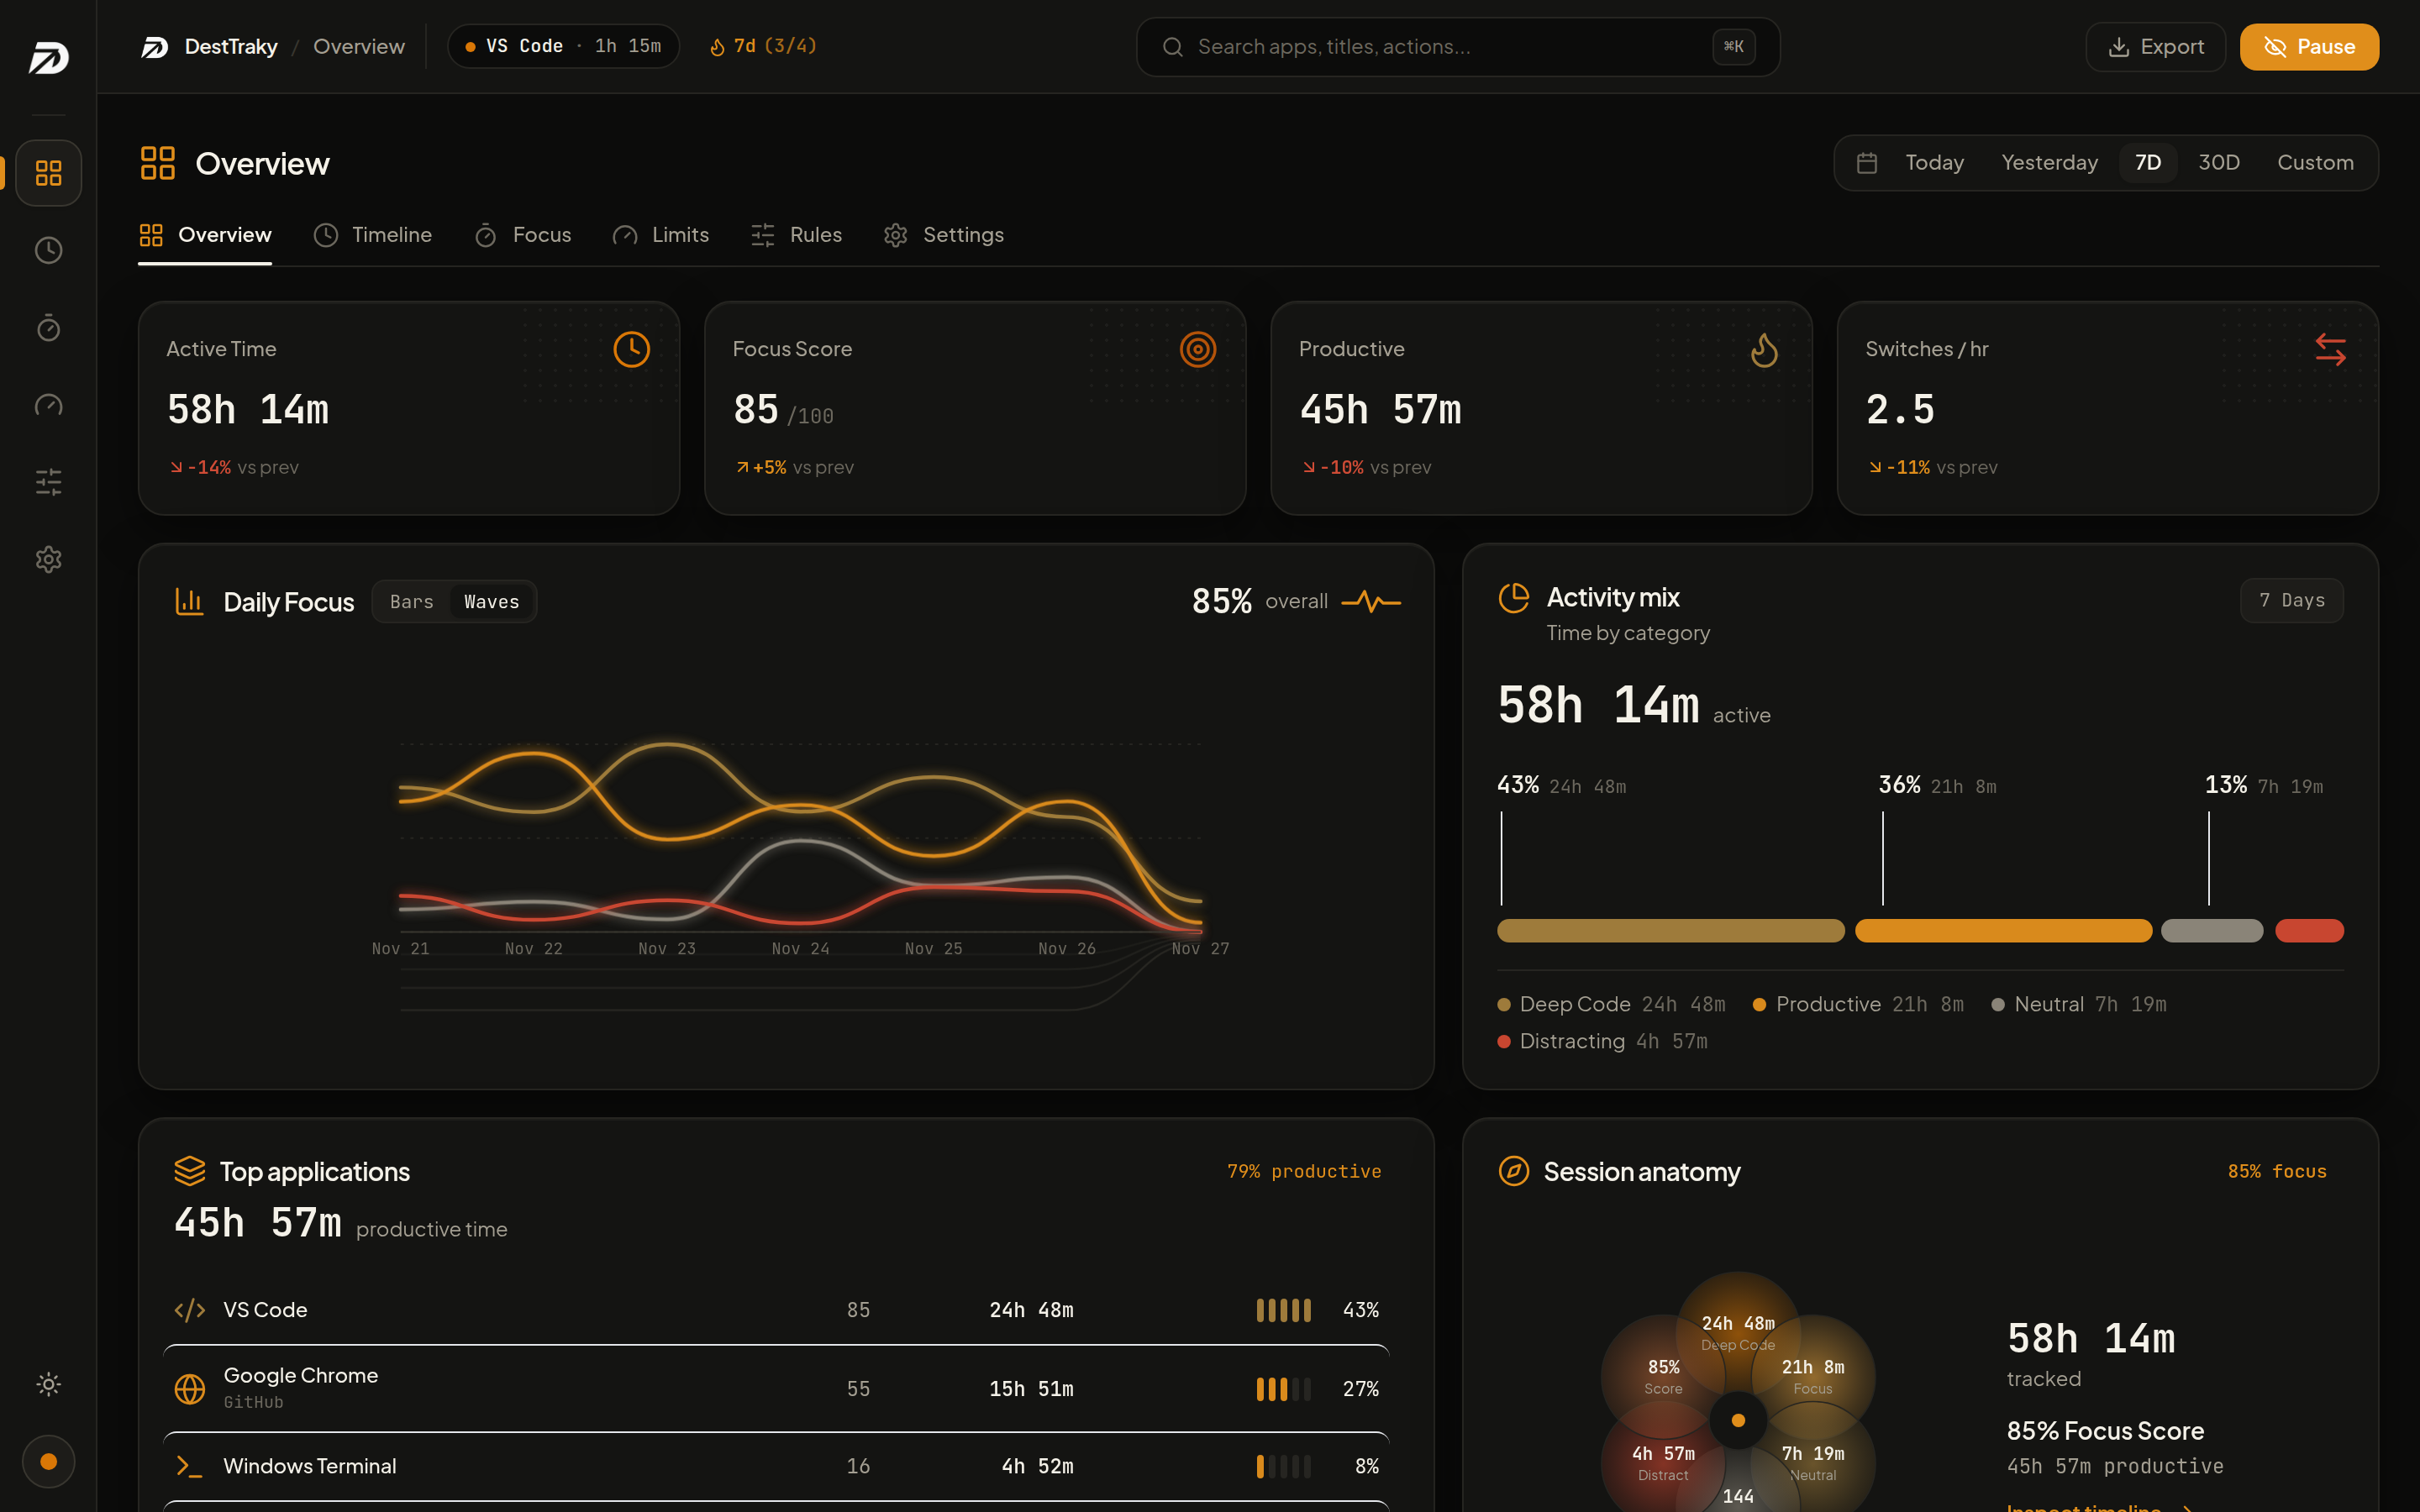 DestTraky / Overview
VS Code · 1h 15m
7d (3/4)
Search apps, titles, actions...
⌘K
Export
Pause
Overview
Today Yesterday 7D 30D Custom
Overview Timeline Focus Limits Rules Settings
Active Time
58h 14m
-14% vs prev
Focus Score
85 /100
+5% vs prev
Productive
45h 57m
-10% vs prev
Switches / hr
2.5
-11% vs prev
Daily Focus
Bars Waves
85% overall
Nov 21 Nov 22 Nov 23 Nov 24 Nov 25 Nov 26 Nov 27
Activity mix
Time by category
7 Days
58h 14m active
43% 24h 48m
36% 21h 8m
13% 7h 19m
Deep Code 24h 48m Productive 21h 8m Neutral 7h 19m
Distracting 4h 57m
Top applications
79% productive
45h 57m productive time
VS Code 85 24h 48m 43%
Google Chrome 55 15h 51m 27%
GitHub
Windows Terminal 16 4h 52m 8%
Session anatomy
85% focus
24h 48m
Deep Code
85%
Score
21h 8m
Focus
4h 57m
Distract
7h 19m
Neutral
144
58h 14m
tracked
85% Focus Score
45h 57m productive
Inspect timeline